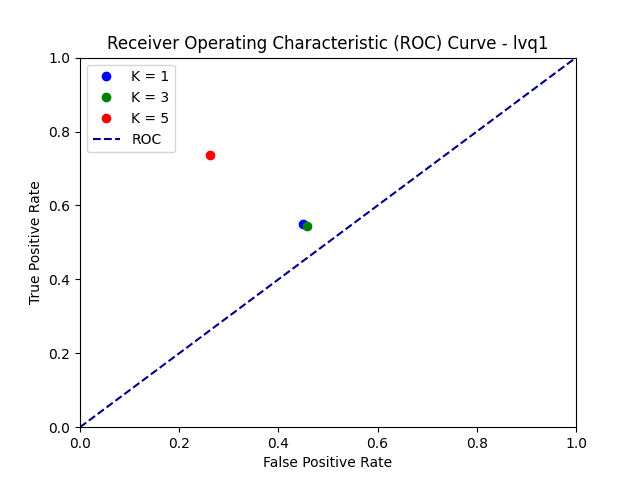 Receiver Operating Characteristic (ROC) Curve - lvq1
K = 1
K = 3
K = 5
ROC
True Positive Rate
1.0
0.8
0.6
0.4
0.2
0.0
0.0 0.2 0.4 0.6 0.8 1.0
False Positive Rate